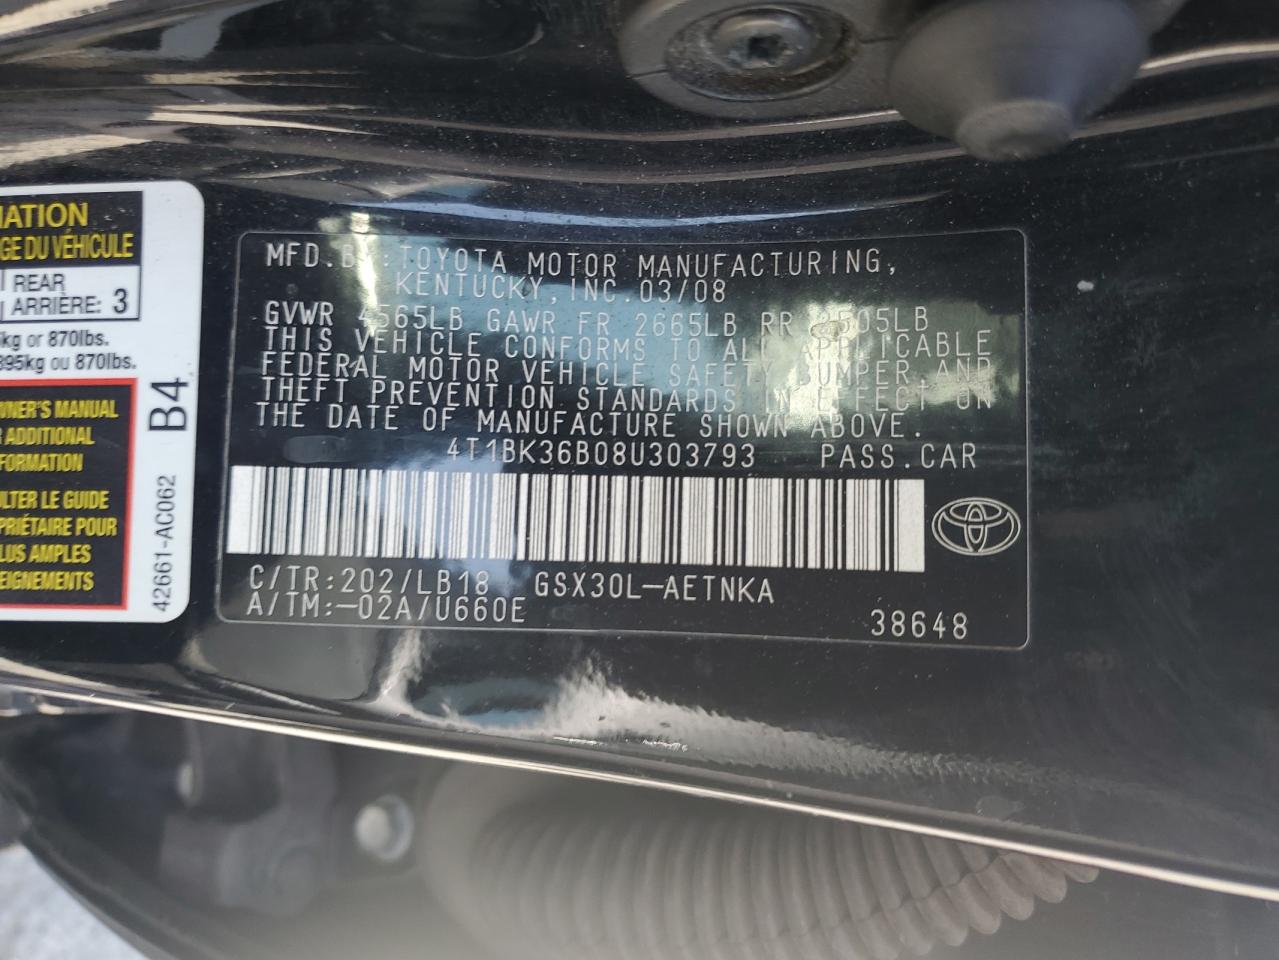 MATION
GE DU VÉHICULE
REAR
ARRIÈRE: 3
kg or 870lbs.
395kg ou 870lbs.
WNER'S MANUAL
R ADDITIONAL
FORMATION
ULTER LE GUIDE
PRIÉTAIRE POUR
LUS AMPLES
EIGNEMENTS
B4
42661-AC062
MFD. BY: TOYOTA MOTOR MANUFACTURING,
KENTUCKY, INC. 03/08
GVWR 4565LB GAWR FR 2665LB RR 2505LB
THIS VEHICLE CONFORMS TO ALL APPLICABLE
FEDERAL MOTOR VEHICLE SAFETY, BUMPER, AND
THEFT PREVENTION STANDARDS IN EFFECT ON
THE DATE OF MANUFACTURE SHOWN ABOVE.
4T1BK36B08U303793 PASS.CAR
C/TR:202/LB18 GSX30L-AETNKA
A/TM:-02A/U660E
38648